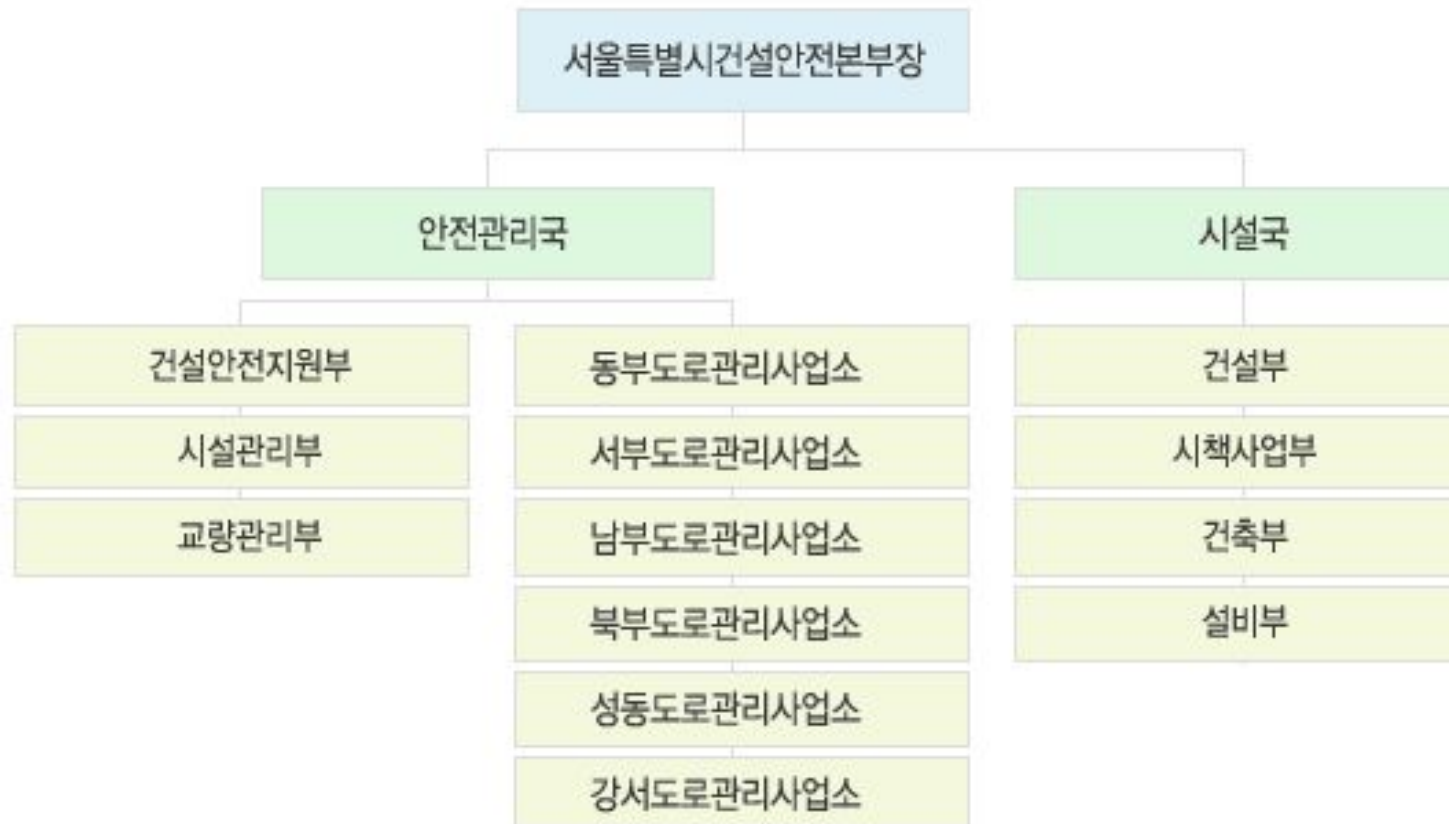 서울특별시건설안전본부장
안전관리국
시설국
건설안전지원부
시설관리부
교량관리부
동부도로관리사업소
서부도로관리사업소
남부도로관리사업소
북부도로관리사업소
성동도로관리사업소
강서도로관리사업소
건설부
시책사업부
건축부
설비부